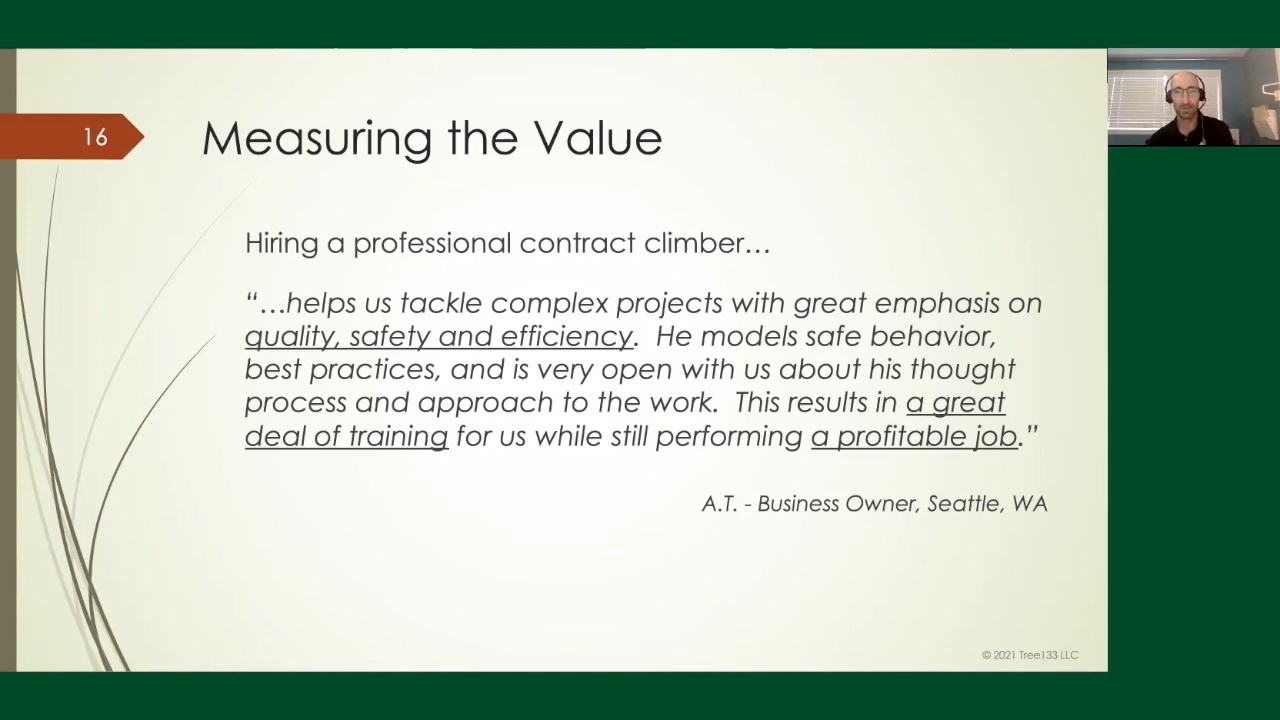 16
Measuring the Value
Hiring a professional contract climber…
“…helps us tackle complex projects with great emphasis on
quality, safety and efficiency.  He models safe behavior,
best practices, and is very open with us about his thought
process and approach to the work.  This results in a great
deal of training for us while still performing a profitable job.”
A.T. - Business Owner, Seattle, WA
© 2021 Tree133 LLC